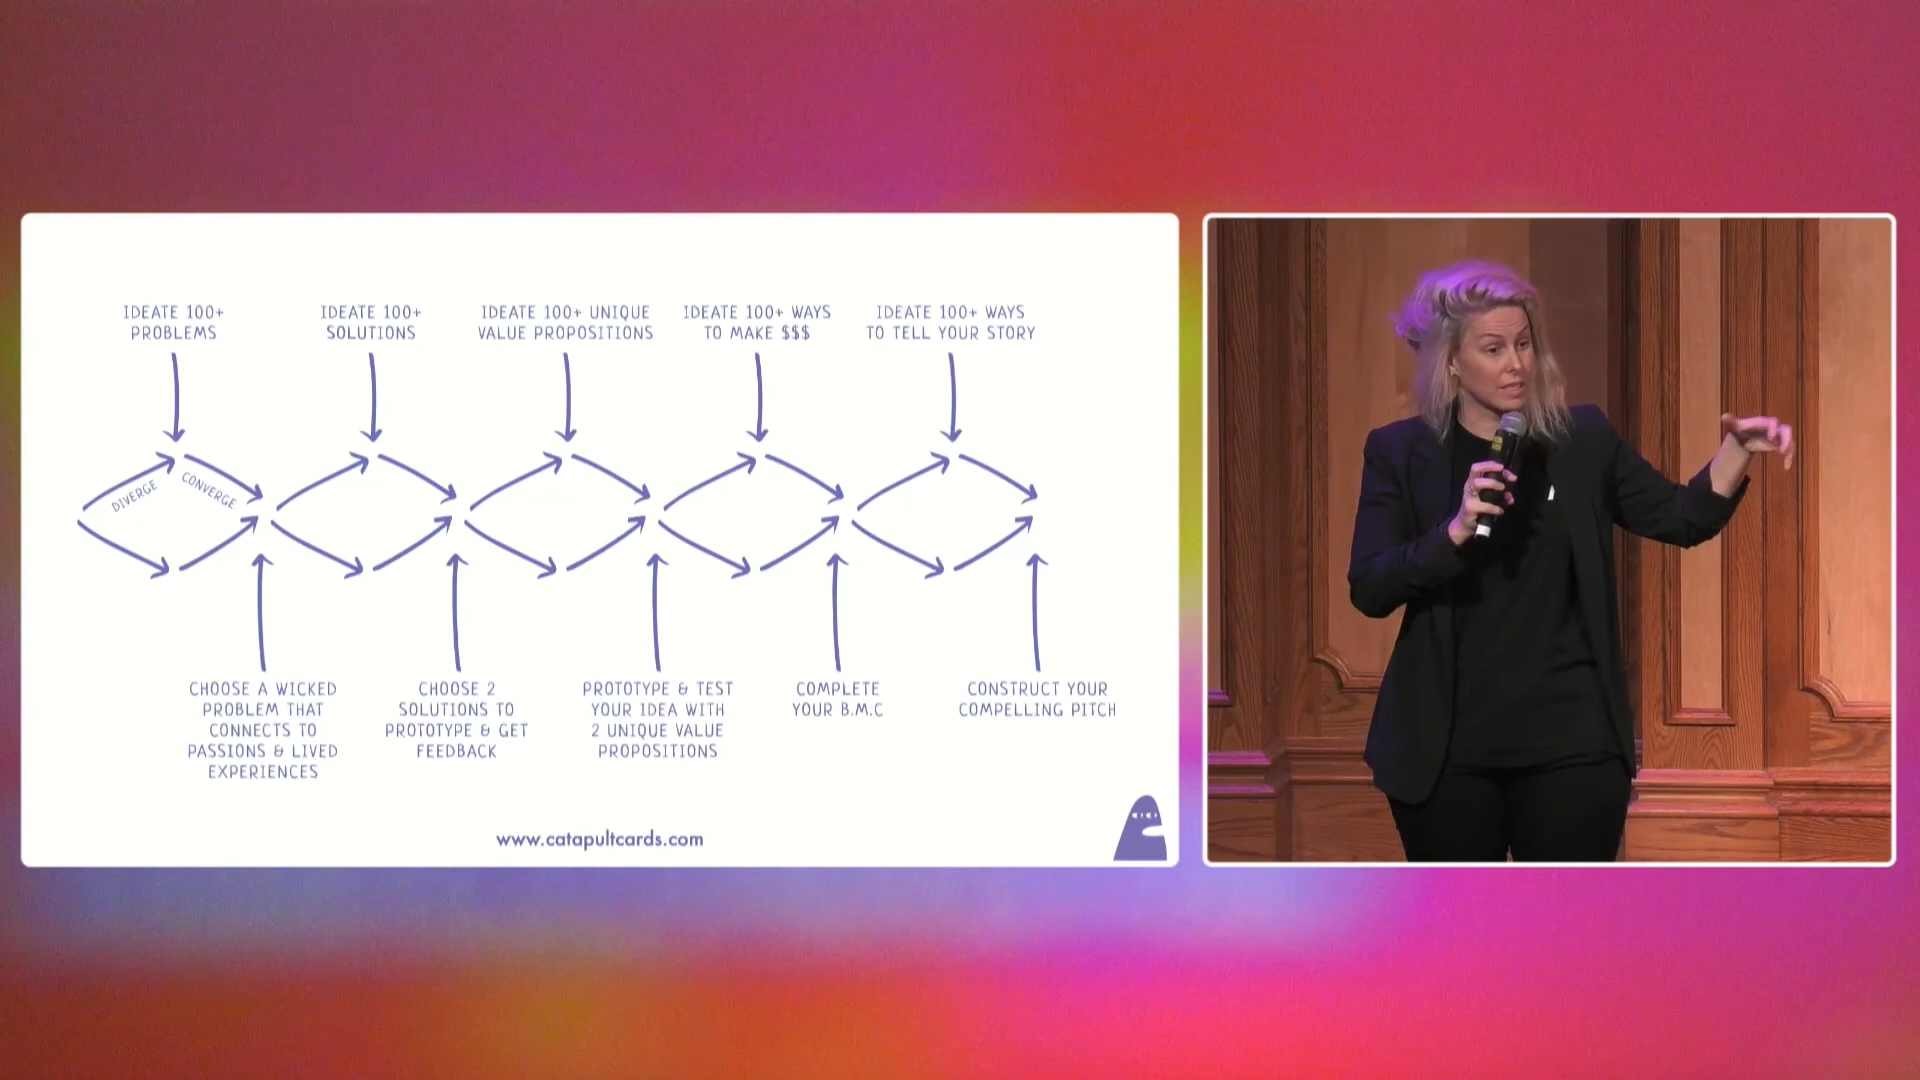 IDEATE 100+
PROBLEMS
IDEATE 100+
SOLUTIONS
IDEATE 100+ UNIQUE
VALUE PROPOSITIONS
IDEATE 100+ WAYS
TO MAKE $$$
IDEATE 100+ WAYS
TO TELL YOUR STORY
DIVERGE
CONVERGE
CHOOSE A WICKED
PROBLEM THAT
CONNECTS TO
PASSIONS & LIVED
EXPERIENCES
CHOOSE 2
SOLUTIONS TO
PROTOTYPE & GET
FEEDBACK
PROTOTYPE & TEST
YOUR IDEA WITH
2 UNIQUE VALUE
PROPOSITIONS
COMPLETE
YOUR B.M.C
CONSTRUCT YOUR
COMPELLING PITCH
www.catapultcards.com